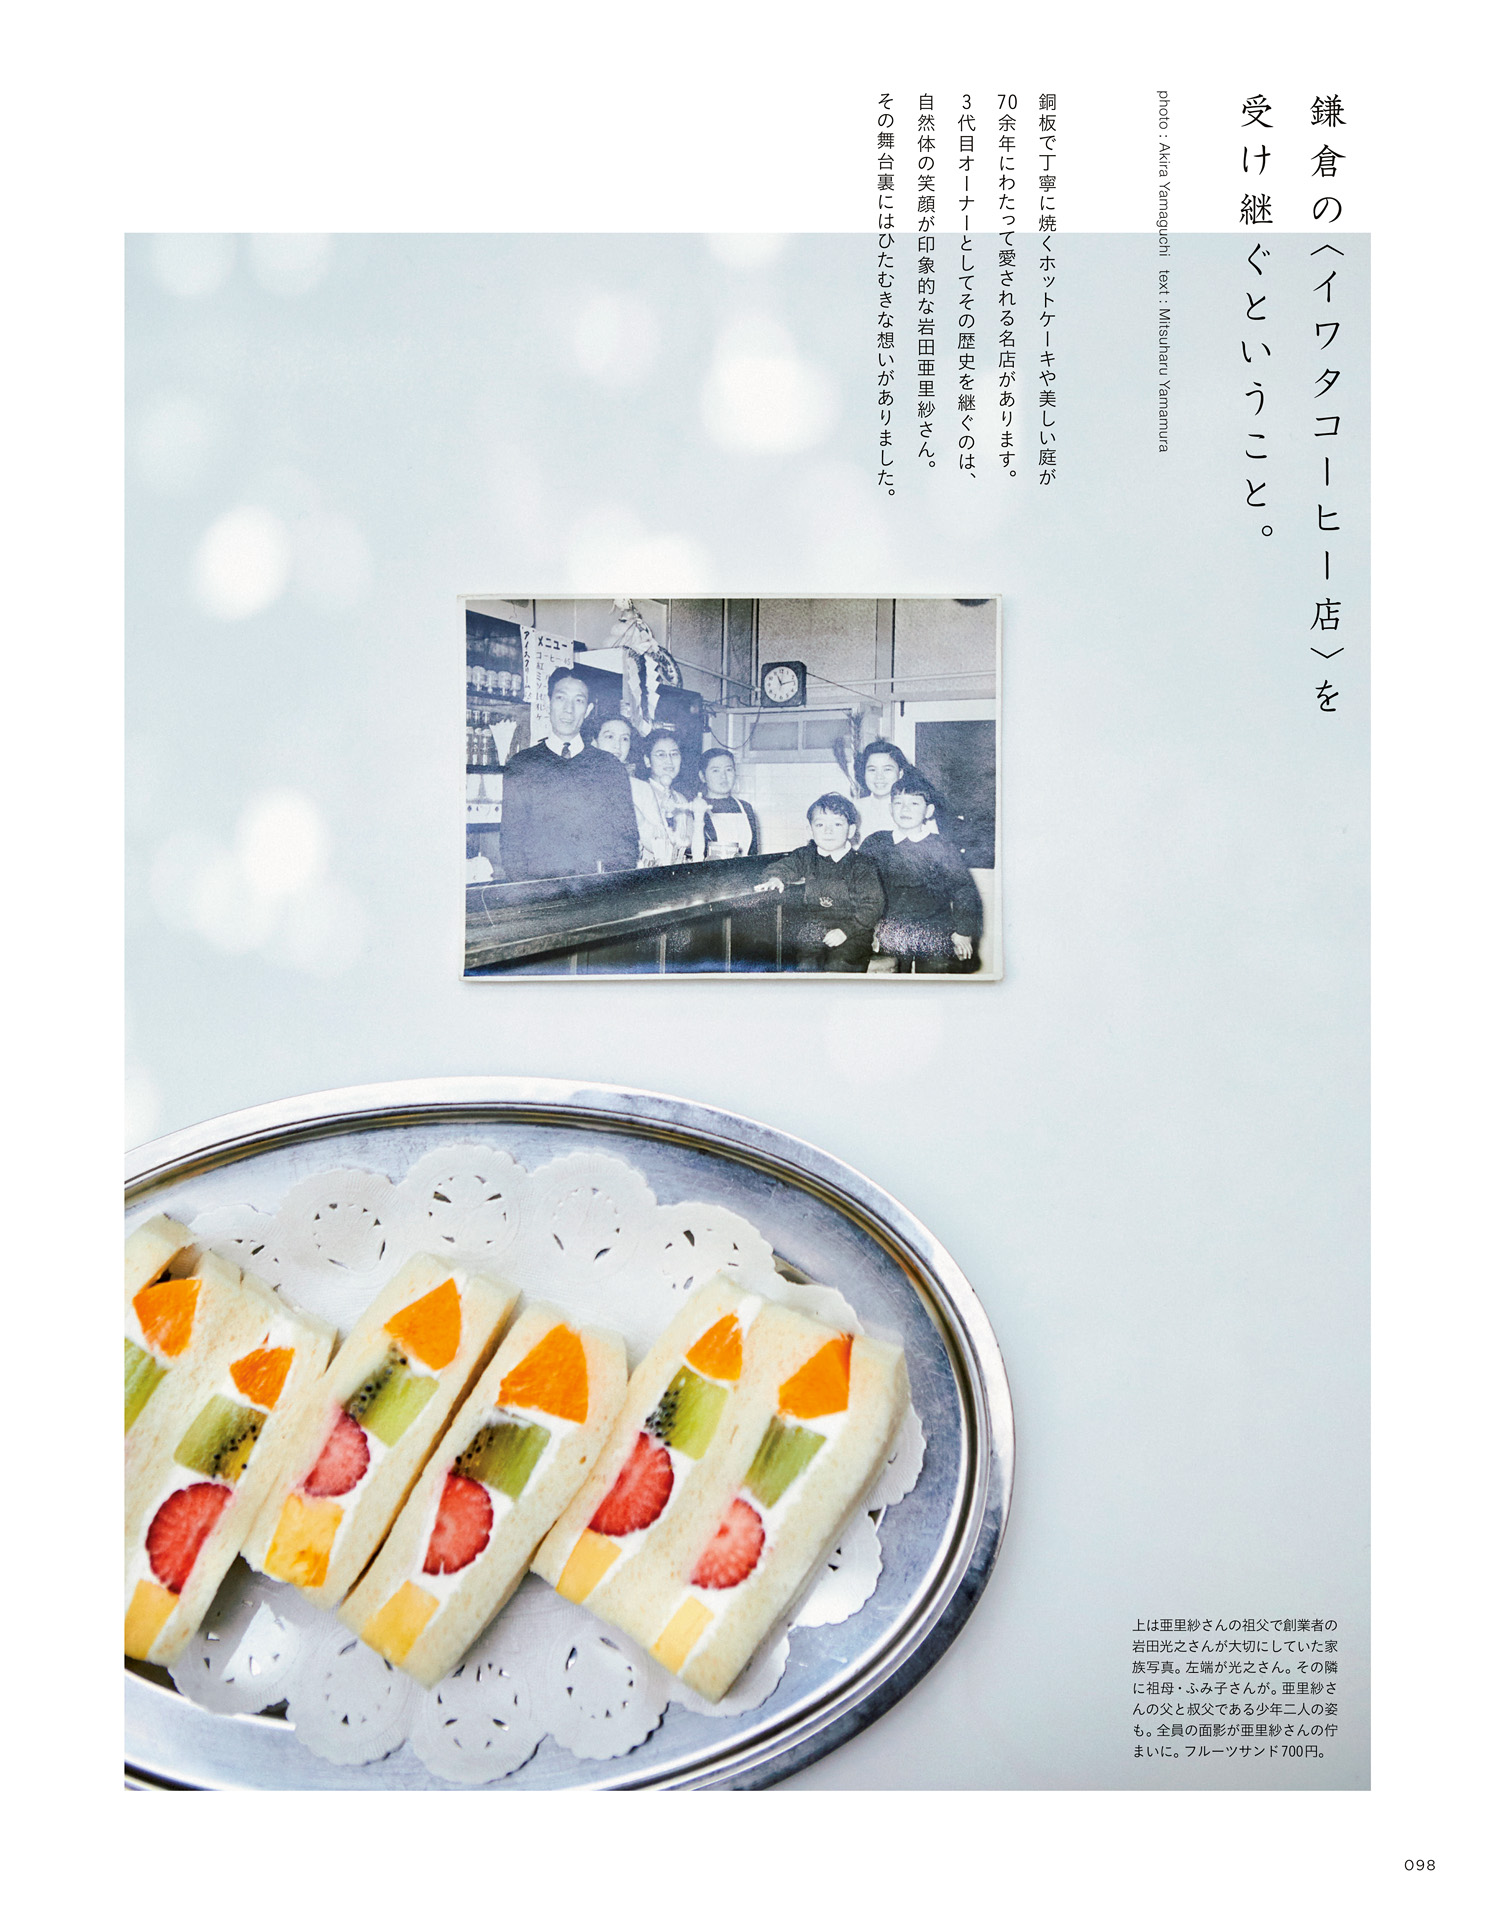 鎌倉の〈イワタコーヒー店〉を
受け継ぐということ。
photo : Akira Yamaguchi　text : Mitsuharu Yamamura
銅板で丁寧に焼くホットケーキや美しい庭が
70余年にわたって愛される名店があります。
3代目オーナーとしてその歴史を継ぐのは、
自然体の笑顔が印象的な岩田亜里紗さん。
その舞台裏にはひたむきな想いがありました。
メニュー
コーヒー
上は亜里紗さんの祖父で創業者の
岩田光之さんが大切にしていた家
族写真。左端が光之さん。その隣
に祖母・ふみ子さんが。亜里紗さ
んの父と叔父である少年二人の姿
も。全員の面影が亜里紗さんの佇
まいに。フルーツサンド700円。
098